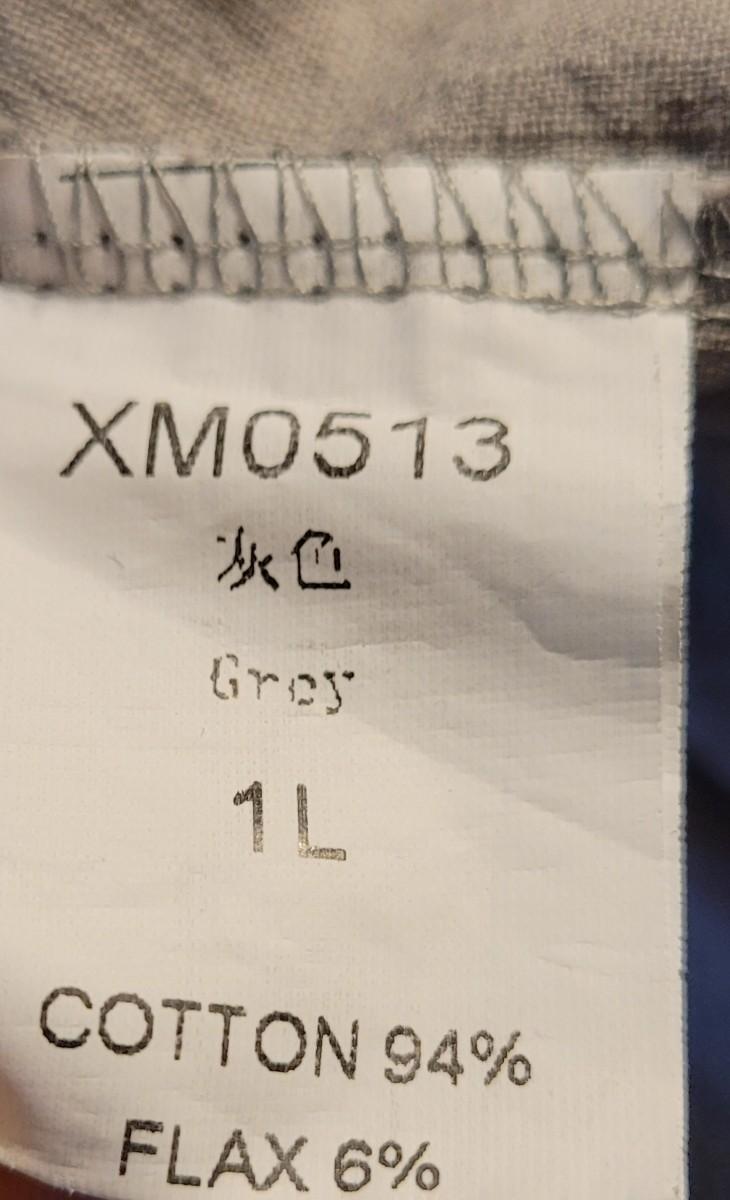 XM0513
灰色
Grey
1L
COTTON 94%
FLAX 6%